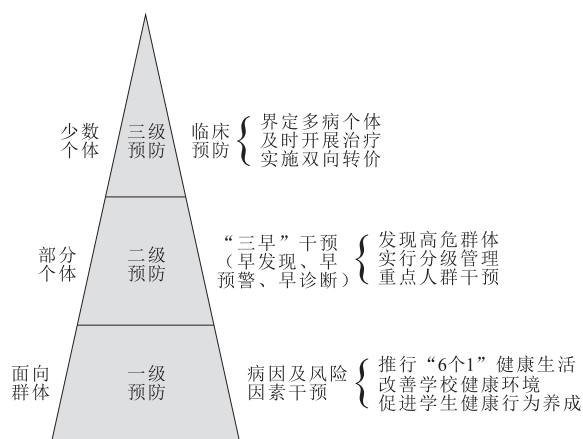 少数
个体
三级
预防
临床
预防
界定多病个体
及时开展治疗
实施双向转价
部分
个体
二级
预防
“三早”干预
（早发现、早
预警、早诊断）
发现高危群体
实行分级管理
重点人群干预
面向
群体
一级
预防
病因及风险
因素干预
推行“6个1”健康生活
改善学校健康环境
促进学生健康行为养成